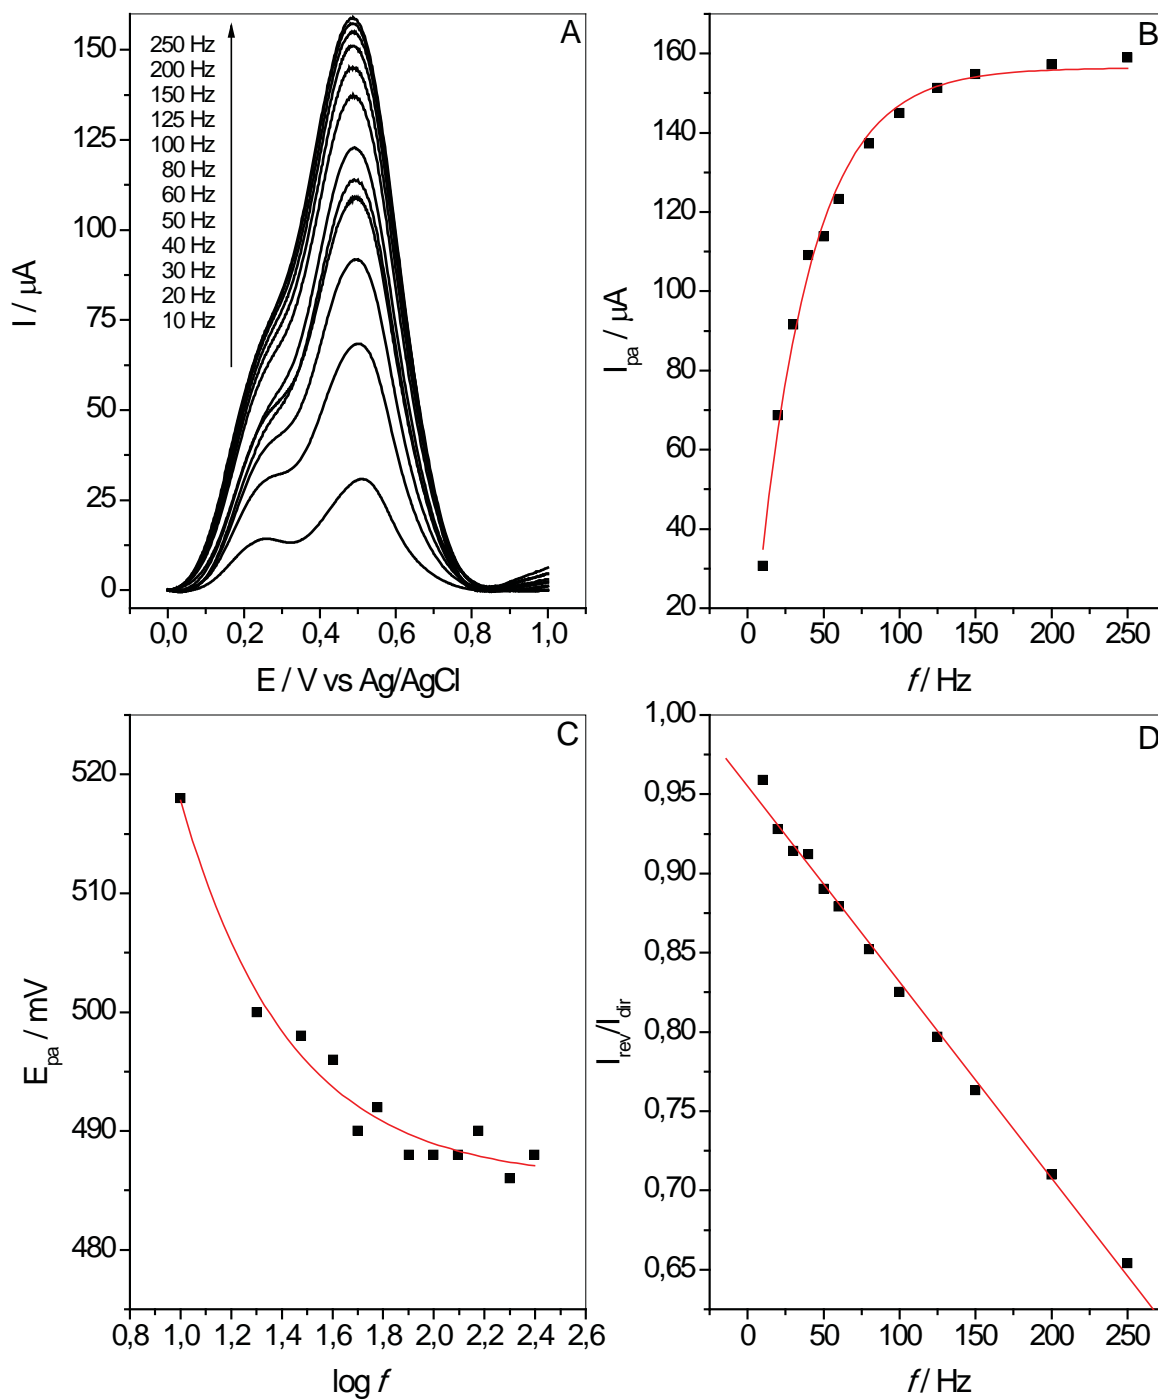 A
150
125
100
75
50
25
0
I / μA
250 Hz
200 Hz
150 Hz
125 Hz
100 Hz
80 Hz
60 Hz
50 Hz
40 Hz
30 Hz
20 Hz
10 Hz
0,0 0,2 0,4 0,6 0,8 1,0
E / V vs Ag/AgCl
B
160
140
120
100
80
60
40
20
I_pa / μA
0 50 100 150 200 250
f / Hz
C
520
510
500
490
480
E_pa / mV
0,8 1,0 1,2 1,4 1,6 1,8 2,0 2,2 2,4 2,6
log f
D
1,00
0,95
0,90
0,85
0,80
0,75
0,70
0,65
I_rev/I_dir
0 50 100 150 200 250
f / Hz